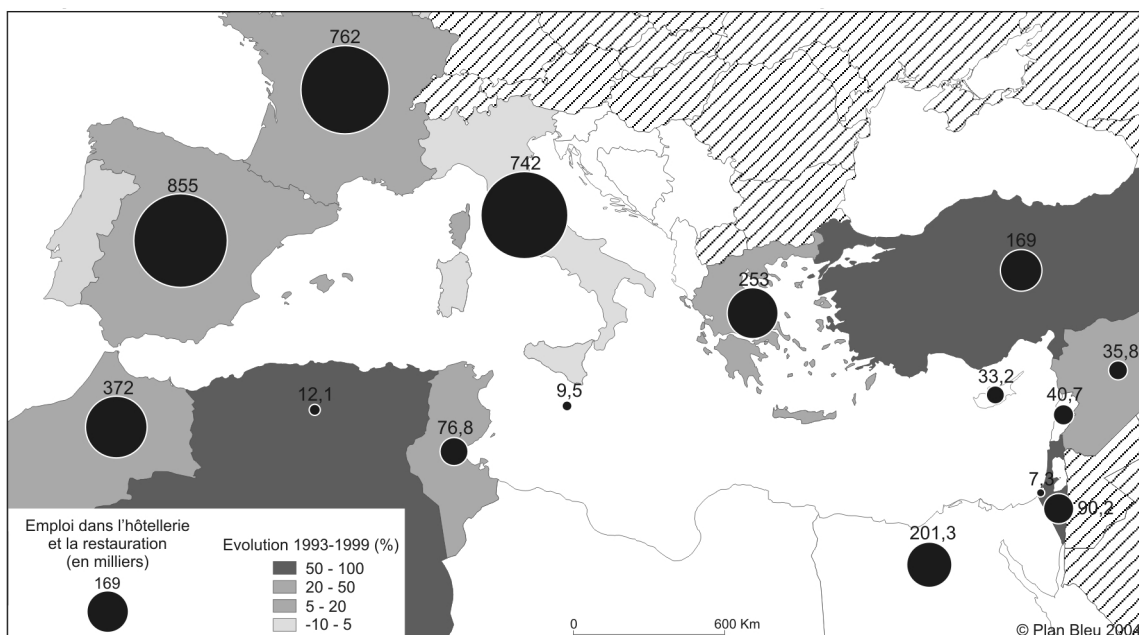 762
855
742
169
253
35,8
372
12,1
9,5
33,2
40,7
76,8
7,3
90,2
201,3
Emploi dans l'hôtellerie
et la restauration
(en milliers)
169
Evolution 1993-1999 (%)
50 - 100
20 - 50
5 - 20
-10 - 5
0 600 Km
© Plan Bleu 2004